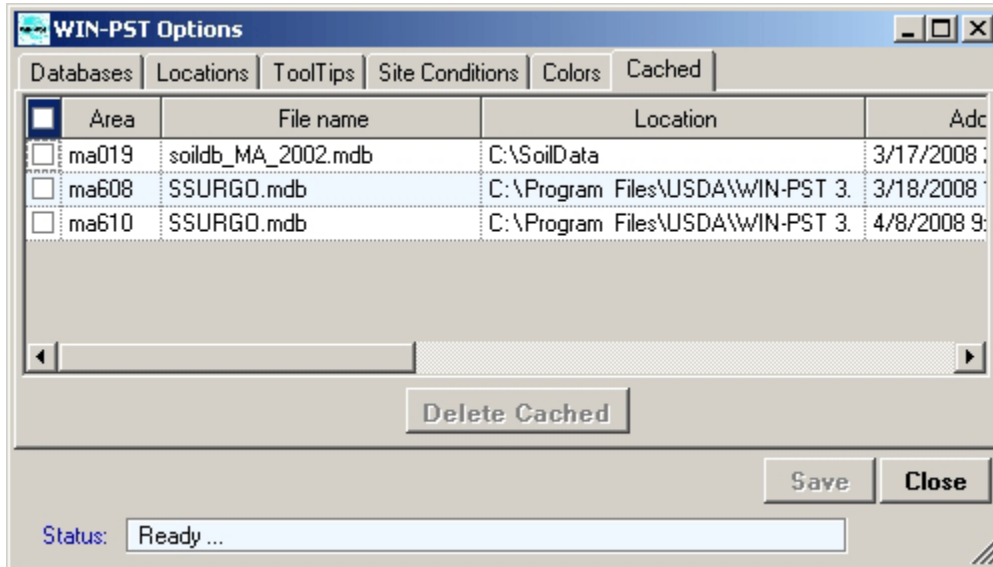 WIN-PST Options
Databases Locations ToolTips Site Conditions Colors Cached
Area File name Location
ma019 soildb_MA_2002.mdb C:\SoilData 3/17/2008
ma608 SSURGO.mdb C:\Program Files\USDA\WIN-PST 3. 3/18/2008
ma610 SSURGO.mdb C:\Program Files\USDA\WIN-PST 3. 4/8/2008 9:
Delete Cached
Save Close
Status: Ready ...